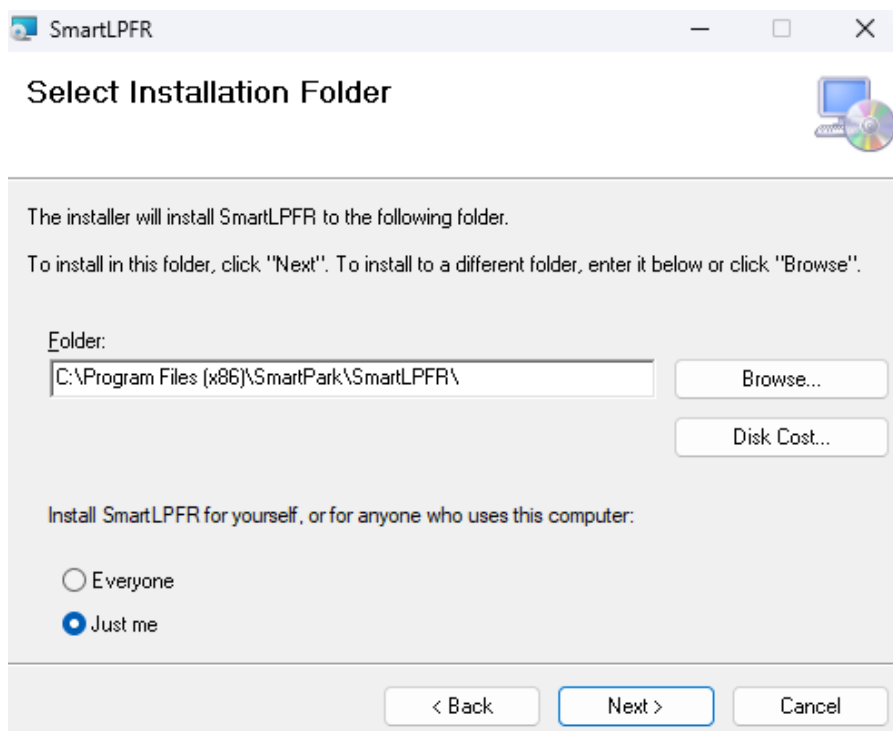 SmartLPFR
Select Installation Folder
The installer will install SmartLPFR to the following folder.
To install in this folder, click "Next". To install to a different folder, enter it below or click "Browse".
Folder:
C:\Program Files (x86)\SmartPark\SmartLPFR\
Browse...
Disk Cost...
Install SmartLPFR for yourself, or for anyone who uses this computer:
Everyone
Just me
< Back
Next >
Cancel